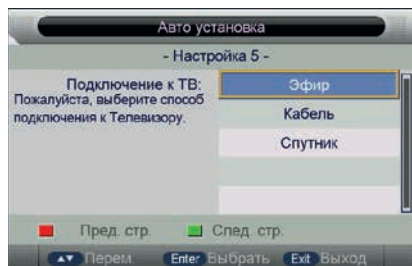 Авто установка
- Настройка 5 -
Подключение к ТВ:
Пожалуйста, выберите способ
подключения к Телевизору.
Эфир
Кабель
Спутник
Пред. стр. След. стр.
Перем. Enter Выбрать Exit Выход